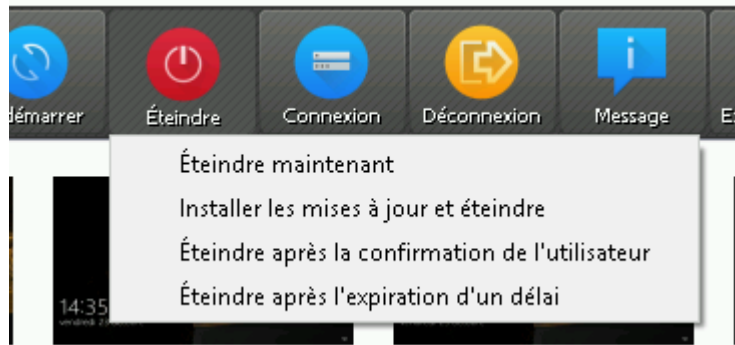 démarrer
Éteindre
Connexion
Déconnexion
Message
Éteindre maintenant
Installer les mises à jour et éteindre
Éteindre après la confirmation de l'utilisateur
Éteindre après l'expiration d'un délai
14:35